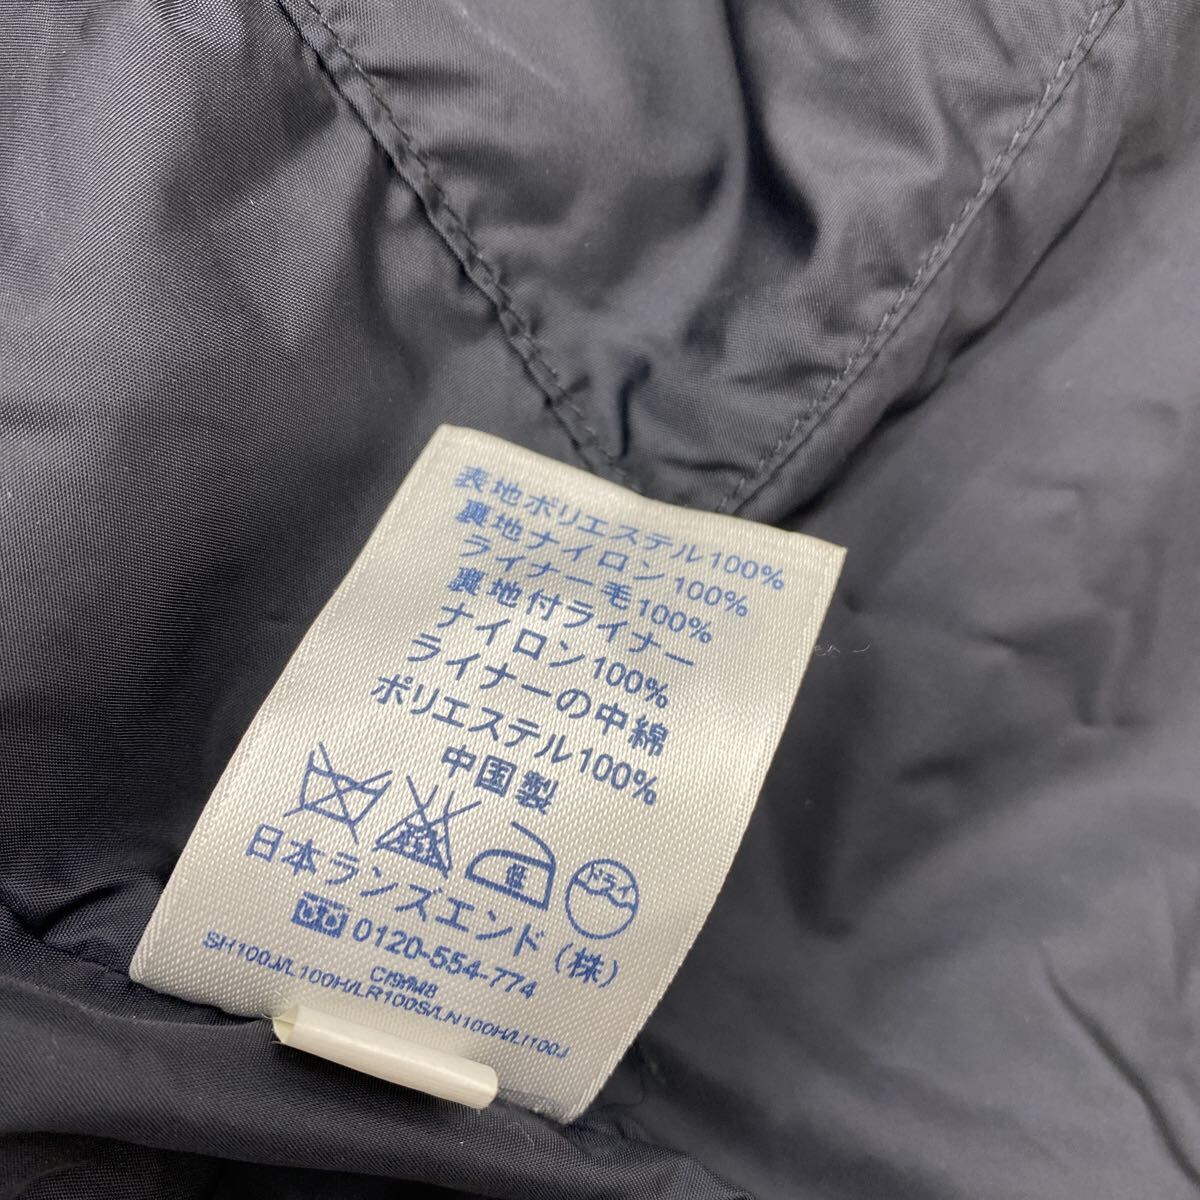 表地ポリエステル100%
裏地ナイロン100%
ライナー毛100%
裏地付ライナー
ナイロン100%
ライナーの中綿
ポリエステル100%
中国製
低 ドライ
日本ランズエンド(株)
0120-554-774
SH100J/L100H/LR100S/LN100H/LI100J